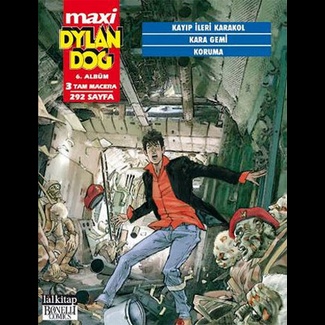 maxi
DYLAN
DOG
6. ALBÜM
3 TAM MACERA
292 SAYFA
KAYIP İLERİ KARAKOL
KARA GEMİ
KORUMA
lalkitap
BONELLI
COMICS